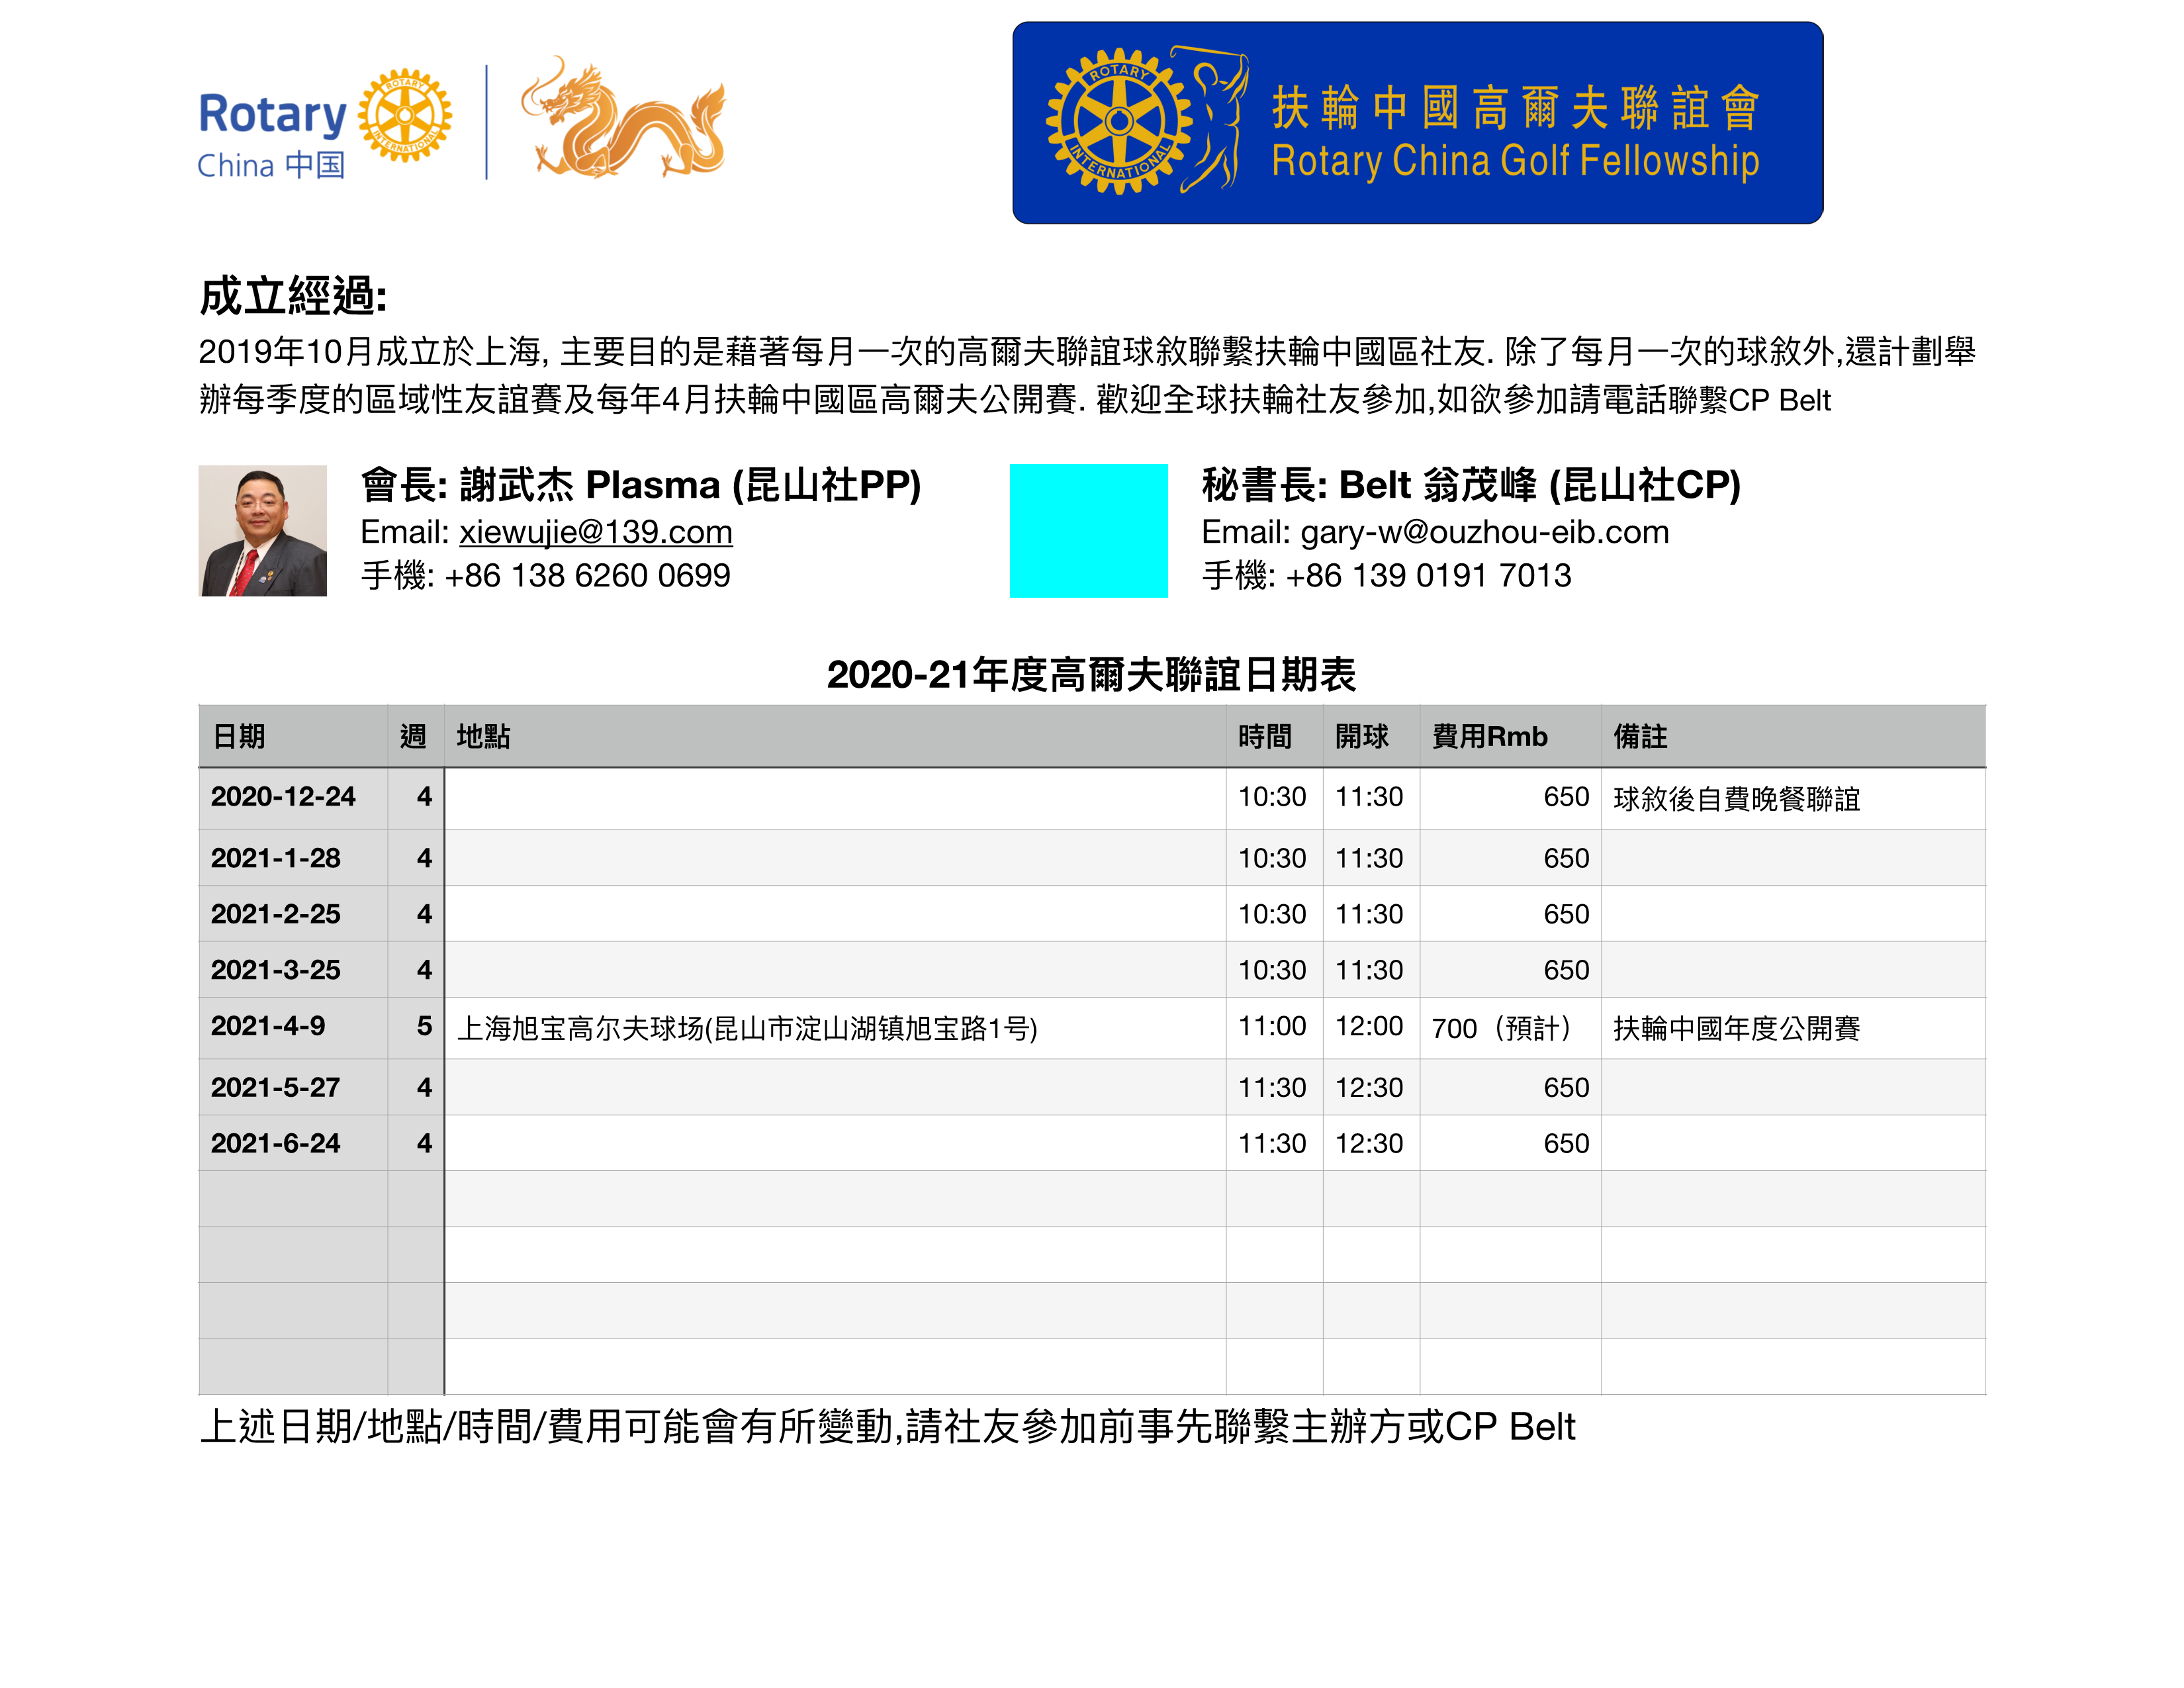 Rotary
China 中国
ROTARY
INTERNATIONAL
ROTARY
INTERNATIONAL
扶輪中國高爾夫聯誼會
Rotary China Golf Fellowship
成立經過:
2019年10月成立於上海, 主要目的是藉著每月一次的高爾夫聯誼球敘聯繫扶輪中國區社友. 除了每月一次的球敘外,還計劃舉
辦每季度的區域性友誼賽及每年4月扶輪中國區高爾夫公開賽. 歡迎全球扶輪社友參加,如欲參加請電話聯繫CP Belt
會長: 謝武杰 Plasma (昆山社PP)
Email: xiewujie@139.com
手機: +86 138 6260 0699
秘書長: Belt 翁茂峰 (昆山社CP)
Email: gary-w@ouzhou-eib.com
手機: +86 139 0191 7013
2020-21年度高爾夫聯誼日期表
日期 週 地點 時間 開球 費用Rmb 備註
2020-12-24 4 10:30 11:30 650 球敘後自費晚餐聯誼
2021-1-28 4 10:30 11:30 650
2021-2-25 4 10:30 11:30 650
2021-3-25 4 10:30 11:30 650
2021-4-9 5 上海旭宝高尔夫球场(昆山市淀山湖镇旭宝路1号) 11:00 12:00 700（預計） 扶輪中國年度公開賽
2021-5-27 4 11:30 12:30 650
2021-6-24 4 11:30 12:30 650
上述日期/地點/時間/費用可能會有所變動,請社友參加前事先聯繫主辦方或CP Belt